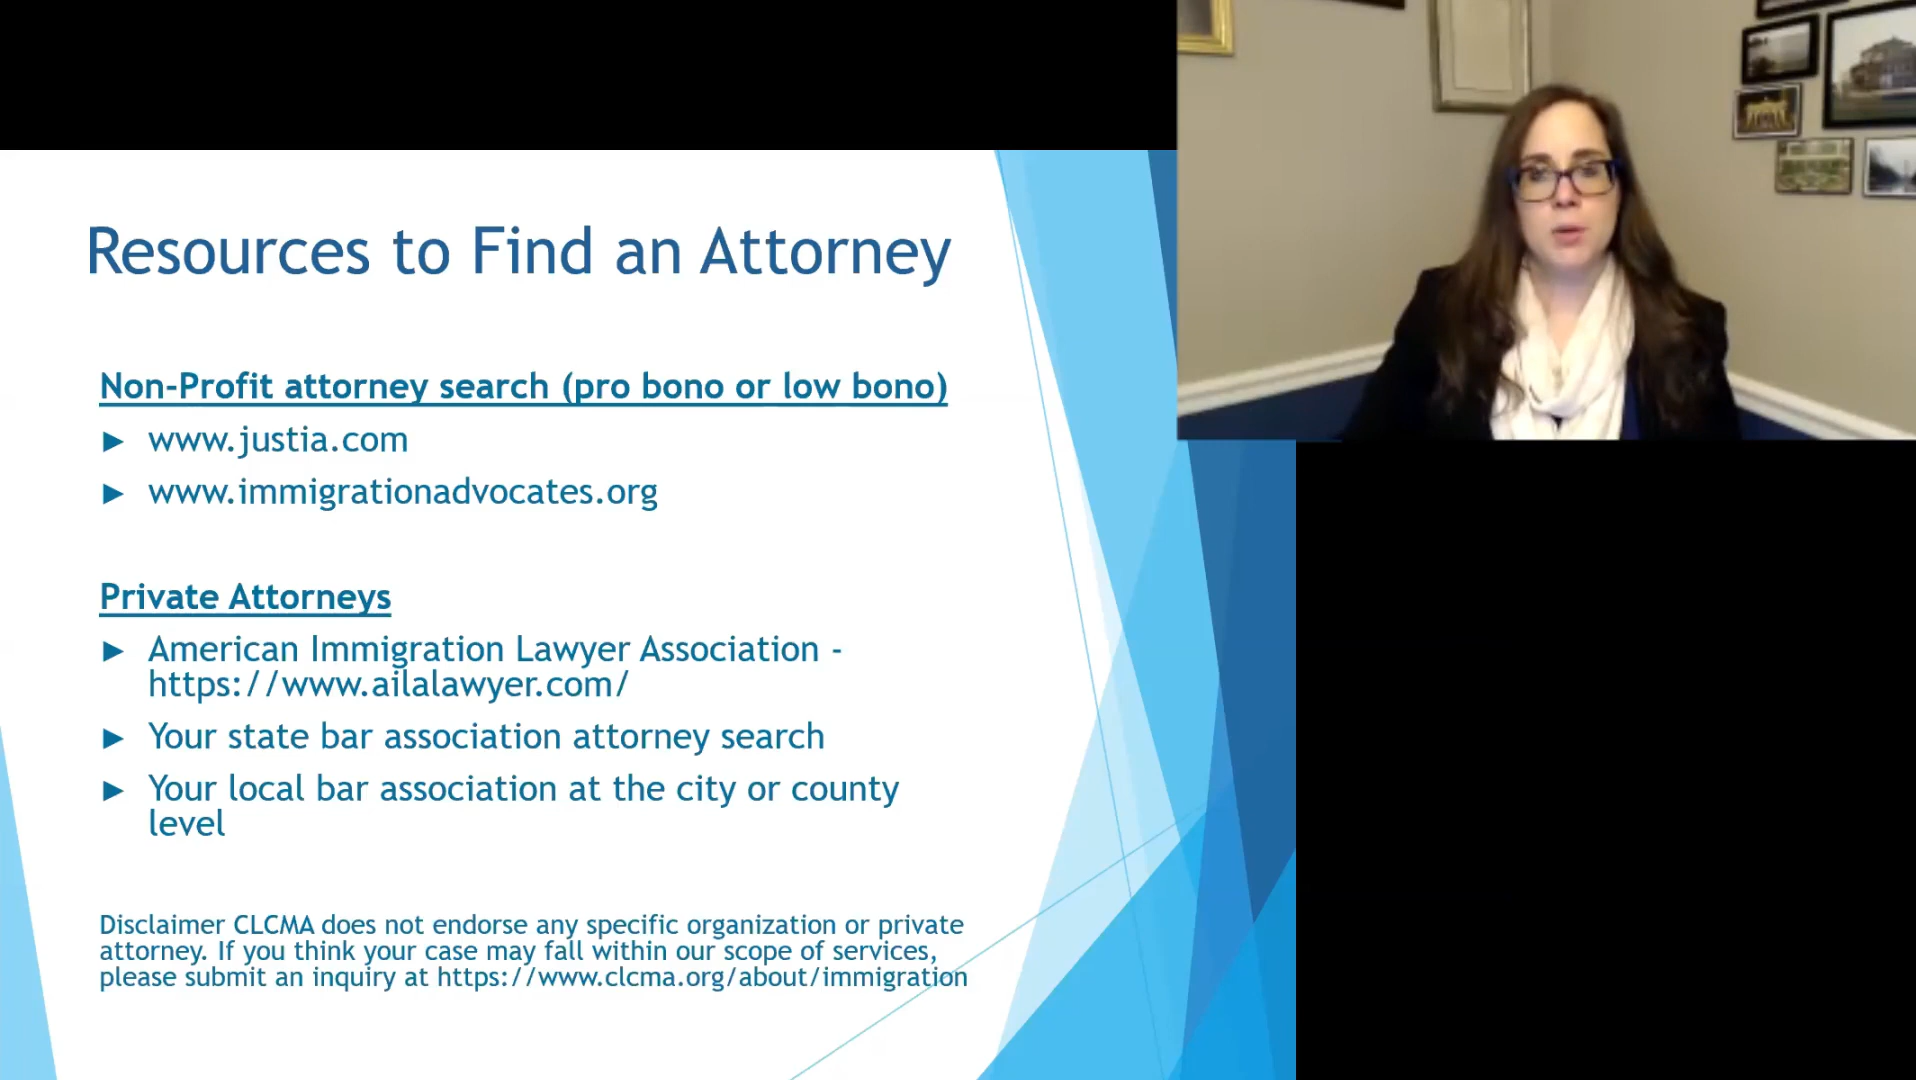 Resources to Find an Attorney
Non-Profit attorney search (pro bono or low bono)
► www.justia.com
► www.immigrationadvocates.org
Private Attorneys
► American Immigration Lawyer Association -
https://www.ailalawyer.com/
► Your state bar association attorney search
► Your local bar association at the city or county
level
Disclaimer CLCMA does not endorse any specific organization or private
attorney. If you think your case may fall within our scope of services,
please submit an inquiry at https://www.clcma.org/about/immigration